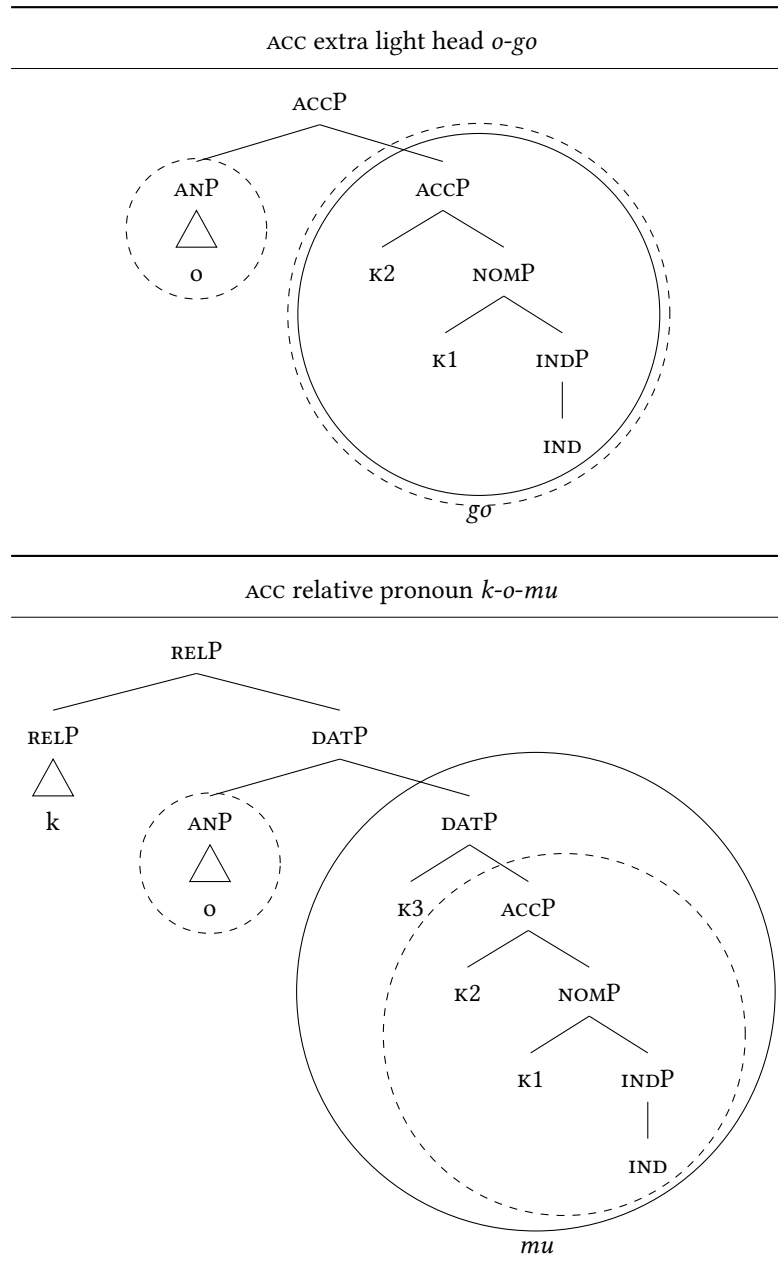 ACC extra light head o-go
ACCP
ANP ACCP
o K2 NOMP
K1 INDP
IND
go
ACC relative pronoun k-o-mu
RELP
RELP DATP
k ANP DATP
o K3 ACCP
K2 NOMP
K1 INDP
IND
mu